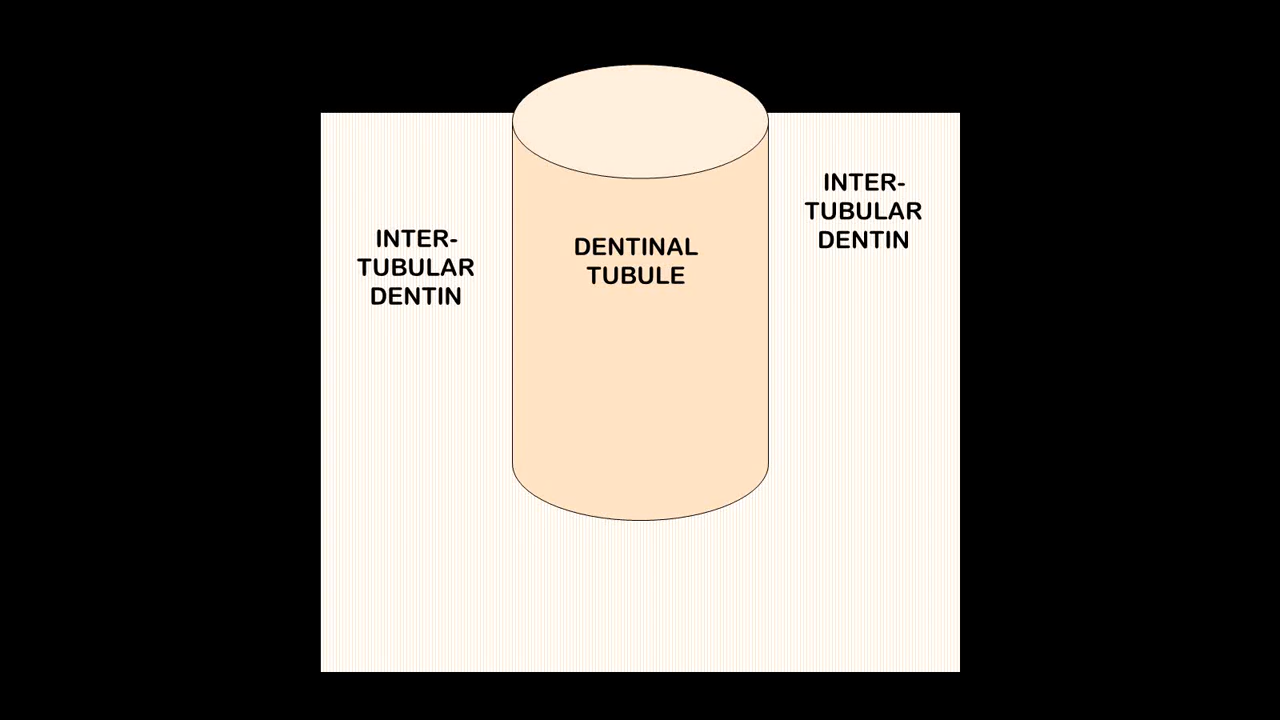 INTER-
TUBULAR
DENTIN
DENTINAL
TUBULE
INTER-
TUBULAR
DENTIN